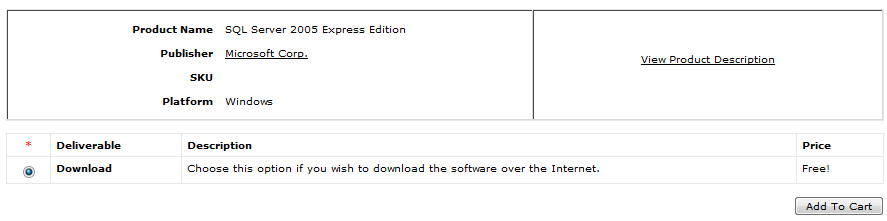 Product Name SQL Server 2005 Express Edition
Publisher Microsoft Corp.
View Product Description
SKU
Platform Windows
* Deliverable Description Price
Download Choose this option if you wish to download the software over the Internet. Free!
Add To Cart